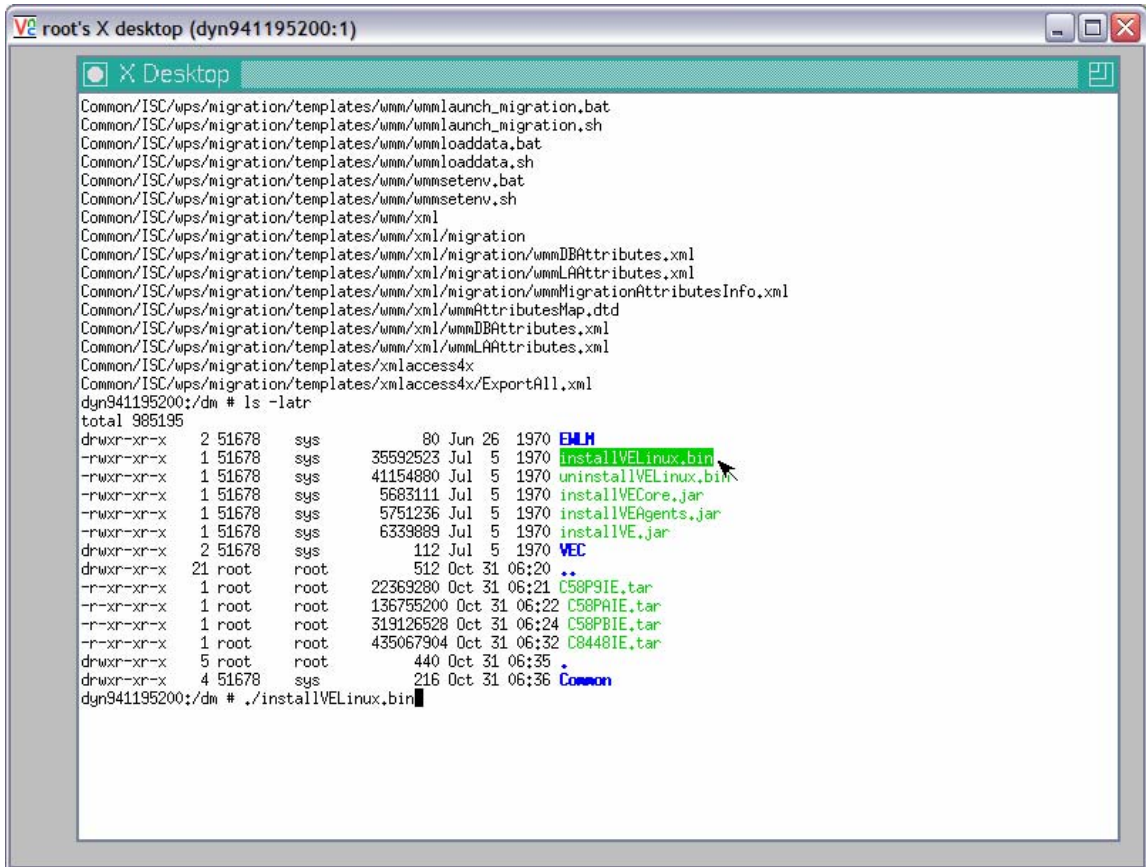 root's X desktop (dyn941195200:1)
X Desktop
Common/ISC/wps/migration/templates/wmm/wmmlaunch_migration.bat
Common/ISC/wps/migration/templates/wmm/wmmlaunch_migration.sh
Common/ISC/wps/migration/templates/wmm/wmmloaddata.bat
Common/ISC/wps/migration/templates/wmm/wmmloaddata.sh
Common/ISC/wps/migration/templates/wmm/wmmsetenv.bat
Common/ISC/wps/migration/templates/wmm/wmmsetenv.sh
Common/ISC/wps/migration/templates/wmm/xml
Common/ISC/wps/migration/templates/wmm/xml/migration
Common/ISC/wps/migration/templates/wmm/xml/migration/wmmDBAttributes.xml
Common/ISC/wps/migration/templates/wmm/xml/migration/wmmLAAttributes.xml
Common/ISC/wps/migration/templates/wmm/xml/migration/wmmMigrationAttributesInfo.xml
Common/ISC/wps/migration/templates/wmm/xml/wmmAttributesMap.dtd
Common/ISC/wps/migration/templates/wmm/xml/wmmDBAttributes.xml
Common/ISC/wps/migration/templates/wmm/xml/wmmLAAttributes.xml
Common/ISC/wps/migration/templates/xmlaccess4x
Common/ISC/wps/migration/templates/xmlaccess4x/ExportAll.xml
dyn941195200:/dm # ls -latr
total 985195
drwxr-xr-x 2 51678 sys 80 Jun 26 1970 EWLM
-rwxr-xr-x 1 51678 sys 35592523 Jul 5 1970 installVELinux.bin
-rwxr-xr-x 1 51678 sys 41154880 Jul 5 1970 uninstallVELinux.bin
-rwxr-xr-x 1 51678 sys 5683111 Jul 5 1970 installVECore.jar
-rwxr-xr-x 1 51678 sys 5751236 Jul 5 1970 installVEAgents.jar
-rwxr-xr-x 1 51678 sys 6339889 Jul 5 1970 installVE.jar
drwxr-xr-x 2 51678 sys 112 Jul 5 1970 VEC
drwxr-xr-x 21 root root 512 Oct 31 06:20 ..
-r-xr-xr-x 1 root root 22369280 Oct 31 06:21 C58P9IE.tar
-r-xr-xr-x 1 root root 136755200 Oct 31 06:22 C58PAIE.tar
-r-xr-xr-x 1 root root 319126528 Oct 31 06:24 C58PBIE.tar
-r-xr-xr-x 1 root root 435067904 Oct 31 06:32 C8448IE.tar
drwxr-xr-x 5 root root 440 Oct 31 06:35 .
drwxr-xr-x 4 51678 sys 216 Oct 31 06:36 Common
dyn941195200:/dm # ./installVELinux.bin